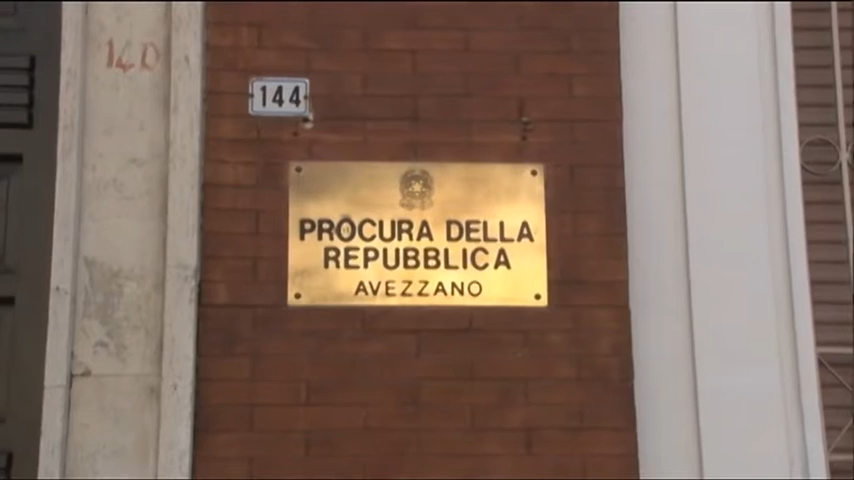 140
144
PROCURA DELLA
REPUBBLICA
AVEZZANO